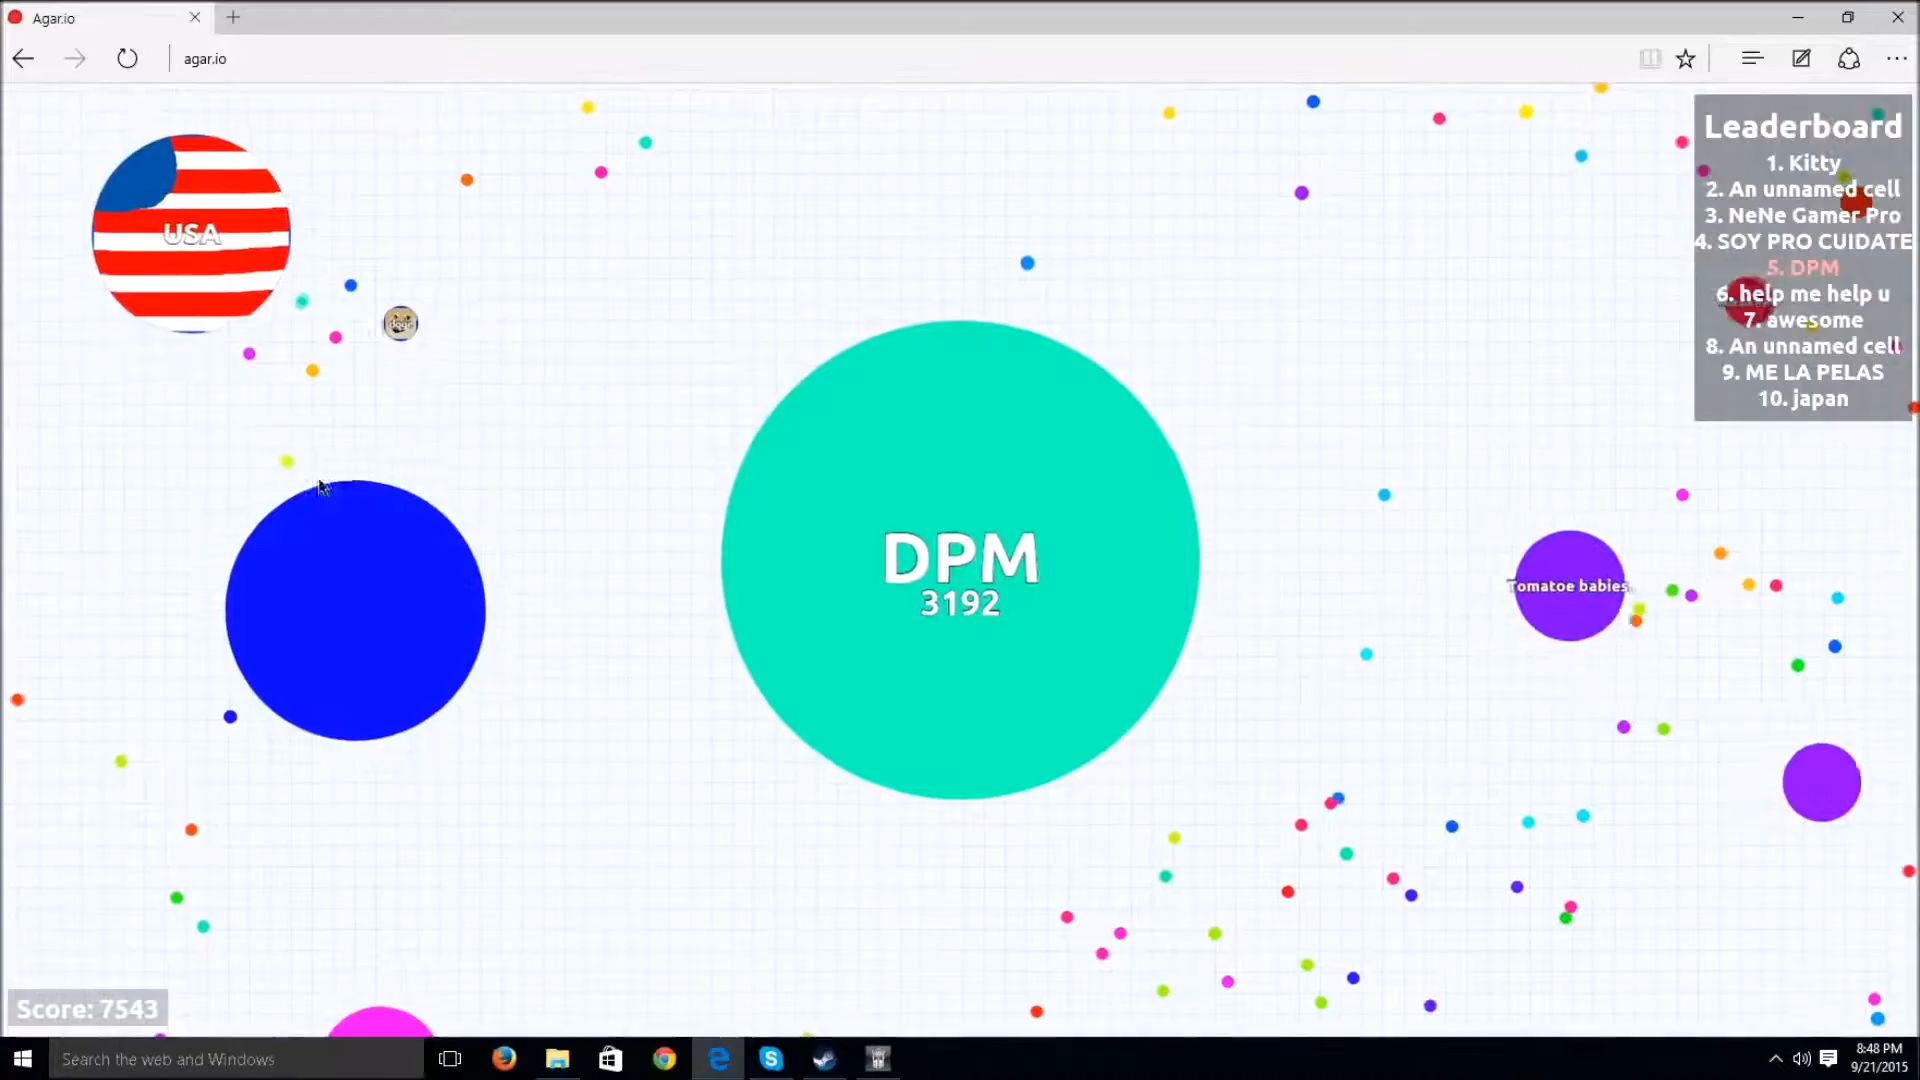 Agar.io
agar.io
USA
doge
Leaderboard
1. Kitty
2. An unnamed cell
3. NeNe Gamer Pro
4. SOY PRO CUIDATE
5. DPM
6. help me help u
7. awesome
8. An unnamed cell
9. ME LA PELAS
10. japan
DPM
3192
Tomatoe babies
Score: 7543
Search the web and Windows
8:48 PM
9/21/2015